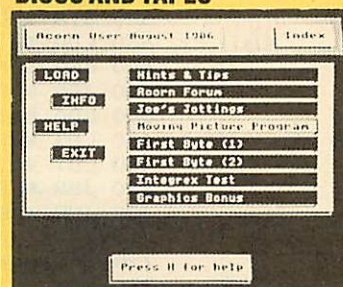 DISCS AND TAPES
Acorn User August 1986 Index
LOAD Hints & Tips
INFO Acorn Forum
Joe's Jottings
HELP Moving Picture Program
EXIT First Byte (1)
First Byte (2)
Integrex Test
Graphics Bonus
Press H for help